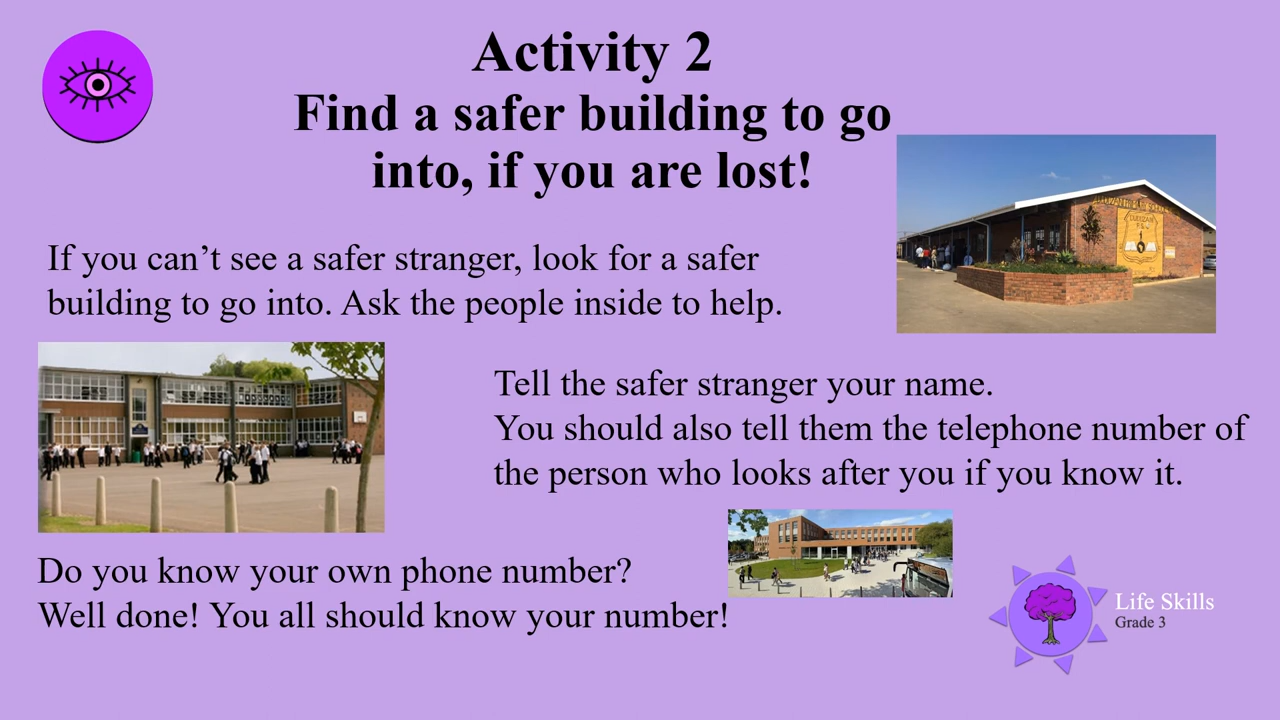 Activity 2
Find a safer building to go
into, if you are lost!
If you can’t see a safer stranger, look for a safer
building to go into. Ask the people inside to help.
Tell the safer stranger your name.
You should also tell them the telephone number of
the person who looks after you if you know it.
Do you know your own phone number?
Well done! You all should know your number!
Life Skills
Grade 3